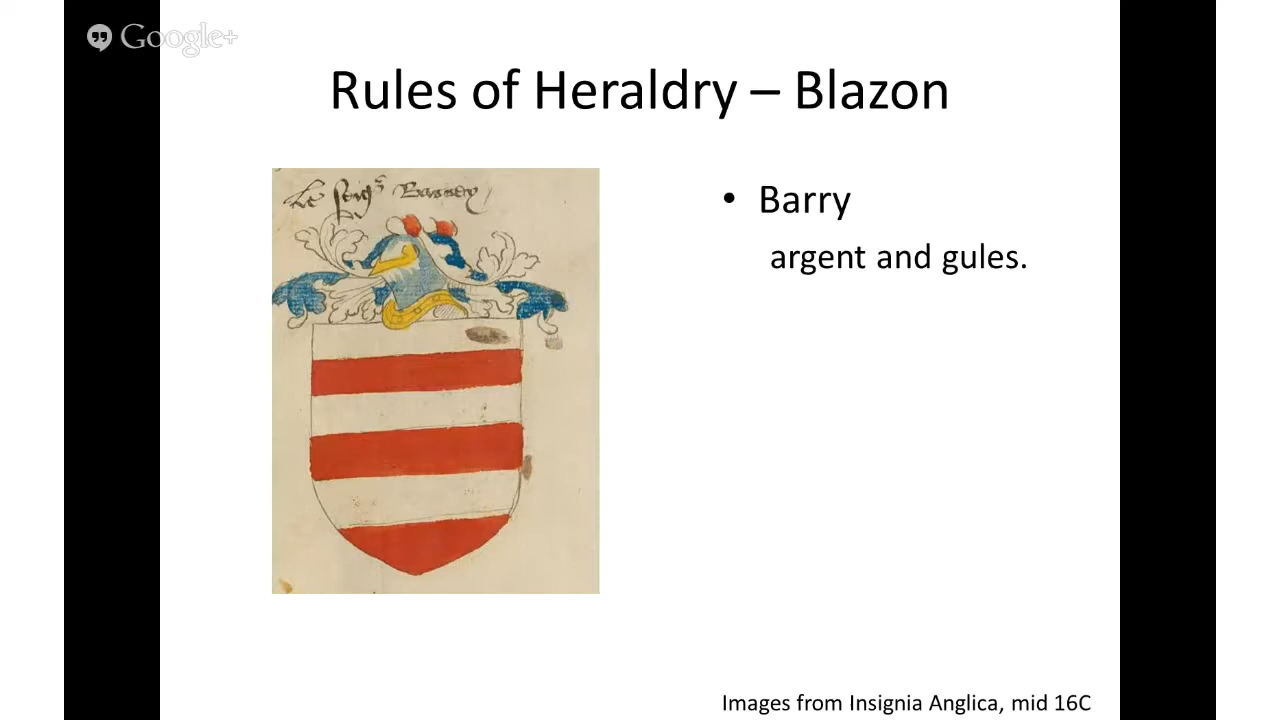 Google+
Rules of Heraldry – Blazon
• Barry
argent and gules.
Images from Insignia Anglica, mid 16C